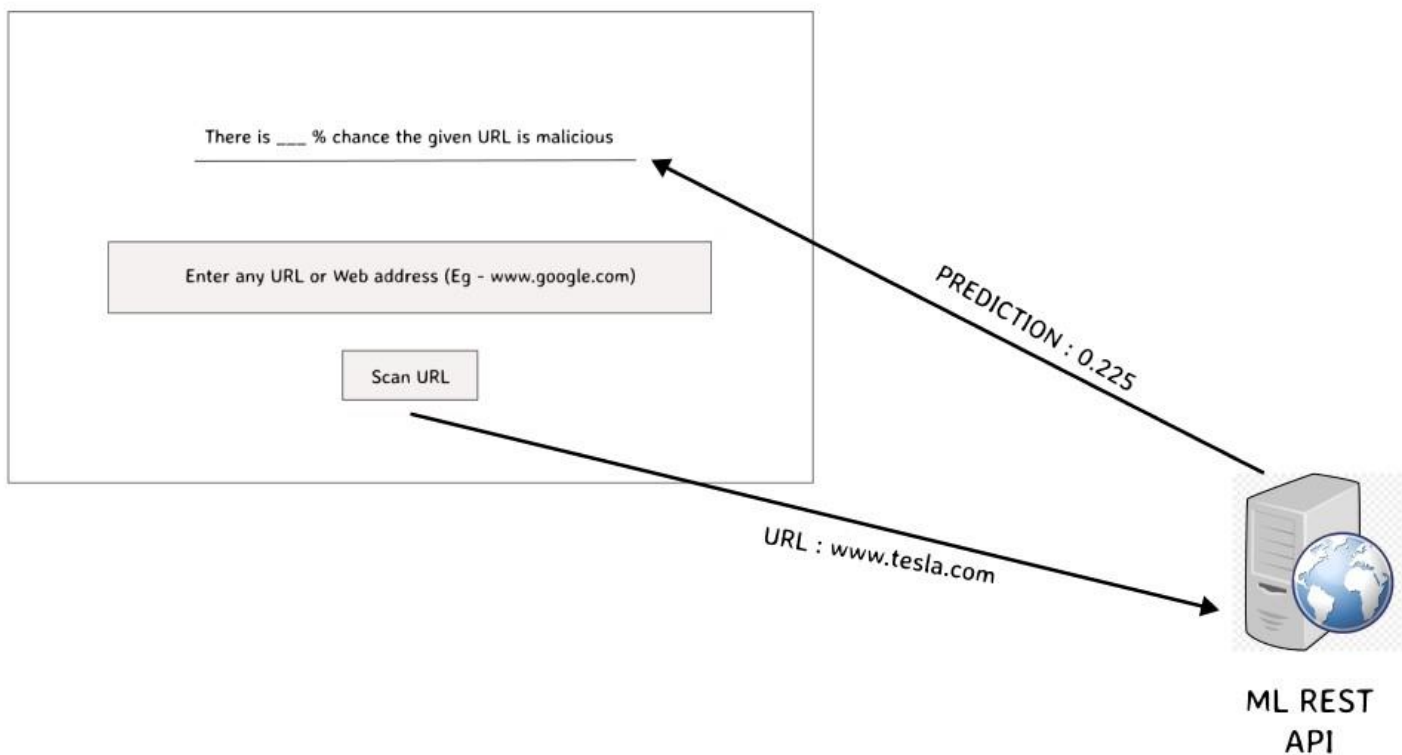 There is ___ % chance the given URL is malicious
Enter any URL or Web address (Eg - www.google.com)
Scan URL
PREDICTION : 0.225
URL : www.tesla.com
ML REST
API